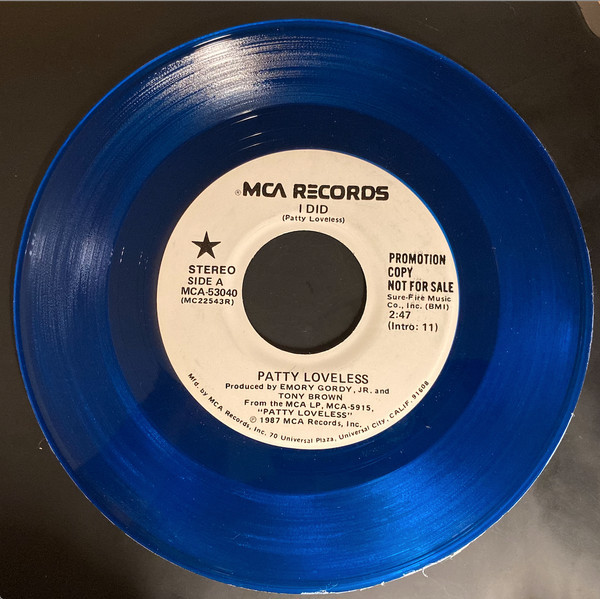 ®MCA RECORDS
I DID
(Patty Loveless)
STEREO
SIDE A
MCA-53040
(MC22543R)
PROMOTION
COPY
NOT FOR SALE
Sure-Fire Music
Co., Inc. (BMI)
2:47
(Intro: 11)
PATTY LOVELESS
Produced by EMORY GORDY, JR. and
TONY BROWN
From the MCA LP, MCA-5915,
"PATTY LOVELESS"
℗ 1987 MCA Records, Inc.
Mfd. by MCA Records, Inc. 70 Universal Plaza, Universal City, CALIF. 91608